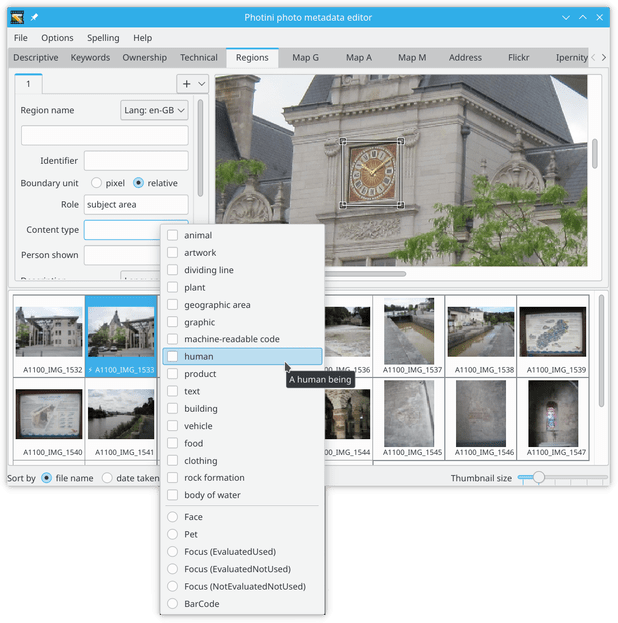 Photini photo metadata editor
File Options Spelling Help
Descriptive Keywords Ownership Technical Regions Map G Map A Map M Address Flickr Ipernity
1
Region name Lang: en-GB
Identifier
Boundary unit pixel relative
Role subject area
Content type
Person shown
animal
artwork
dividing line
plant
geographic area
graphic
machine-readable code
human
A human being
product
text
building
vehicle
food
clothing
rock formation
body of water
Face
Pet
Focus (EvaluatedUsed)
Focus (EvaluatedNotUsed)
Focus (NotEvaluatedNotUsed)
BarCode
A1100_IMG_1532 A1100_IMG_1533 _IMG_1536 A1100_IMG_1537 A1100_IMG_1538 A1100_IMG_1539
A1100_IMG_1540 A1100_IMG_1541 _IMG_1544 A1100_IMG_1545 A1100_IMG_1546 A1100_IMG_1547
Sort by file name date taken Thumbnail size